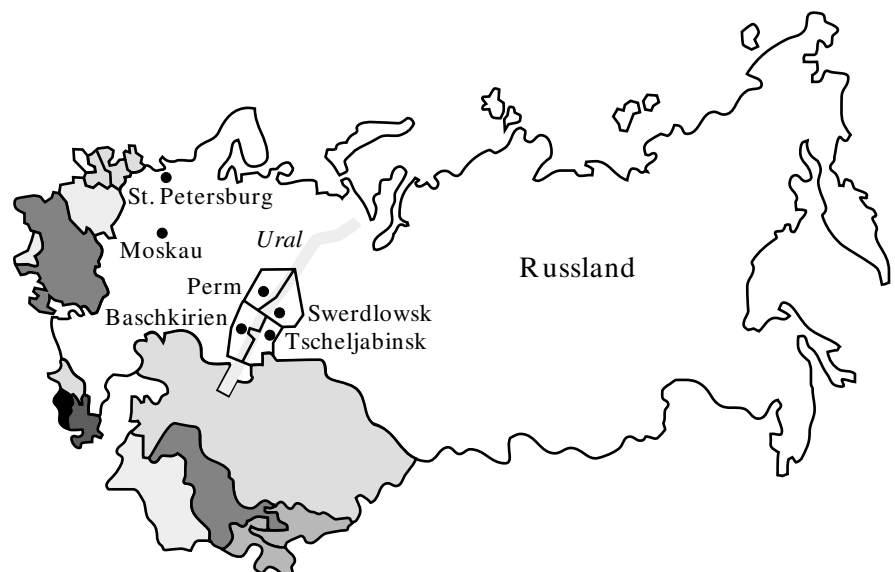 St. Petersburg
Moskau
Ural
Russland
Perm
Swerdlowsk
Baschkirien
Tscheljabinsk